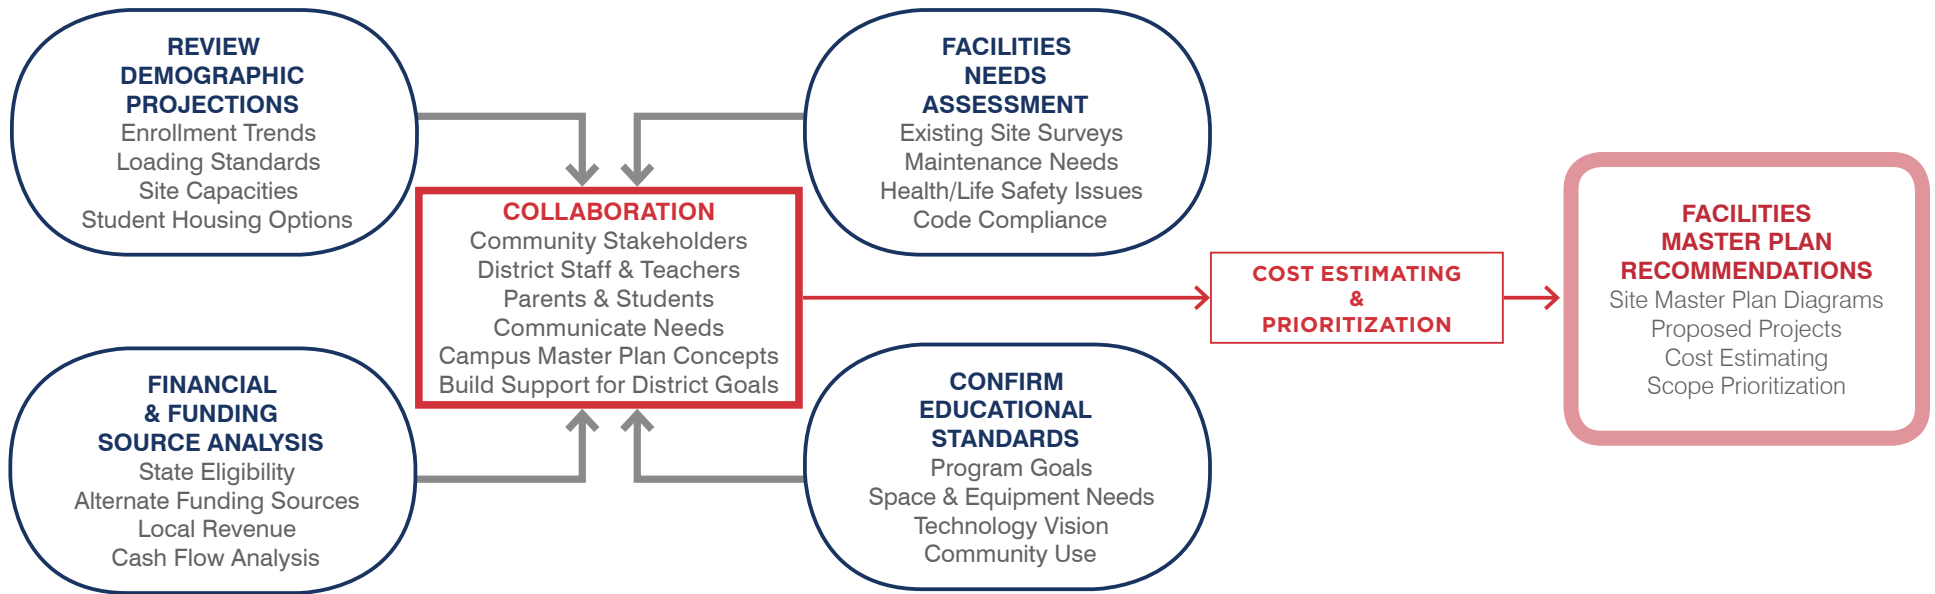 REVIEW
DEMOGRAPHIC
PROJECTIONS
Enrollment Trends
Loading Standards
Site Capacities
Student Housing Options
FACILITIES
NEEDS
ASSESSMENT
Existing Site Surveys
Maintenance Needs
Health/Life Safety Issues
Code Compliance
COLLABORATION
Community Stakeholders
District Staff & Teachers
Parents & Students
Communicate Needs
Campus Master Plan Concepts
Build Support for District Goals
FINANCIAL
& FUNDING
SOURCE ANALYSIS
State Eligibility
Alternate Funding Sources
Local Revenue
Cash Flow Analysis
CONFIRM
EDUCATIONAL
STANDARDS
Program Goals
Space & Equipment Needs
Technology Vision
Community Use
COST ESTIMATING
&
PRIORITIZATION
FACILITIES
MASTER PLAN
RECOMMENDATIONS
Site Master Plan Diagrams
Proposed Projects
Cost Estimating
Scope Prioritization